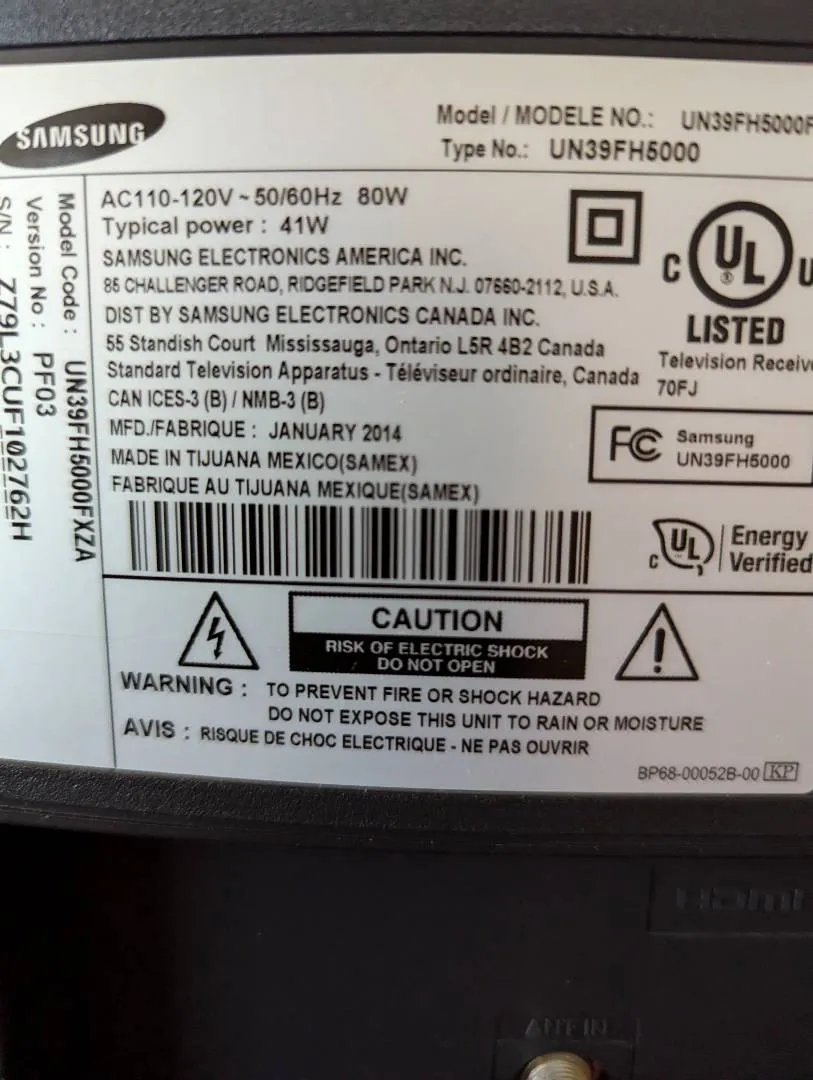 SAMSUNG
Model / MODELE NO.: UN39FH5000F
Type No.: UN39FH5000
Model Code : UN39FH5000FXZA
Version No : PF03
S/N : Z79L3CUF102762H
AC110-120V ~ 50/60Hz 80W
Typical power : 41W
SAMSUNG ELECTRONICS AMERICA INC.
85 CHALLENGER ROAD, RIDGEFIELD PARK N.J. 07660-2112, U.S.A.
DIST BY SAMSUNG ELECTRONICS CANADA INC.
55 Standish Court Mississauga, Ontario L5R 4B2 Canada
Standard Television Apparatus - Téléviseur ordinaire, Canada
CAN ICES-3 (B) / NMB-3 (B)
MFD./FABRIQUE : JANUARY 2014
MADE IN TIJUANA MEXICO(SAMEX)
FABRIQUE AU TIJUANA MEXIQUE(SAMEX)
C UL ® U
LISTED
Television Receive
70FJ
FC Samsung
UN39FH5000
C UL Energy
Verified
CAUTION
RISK OF ELECTRIC SHOCK
DO NOT OPEN
WARNING : TO PREVENT FIRE OR SHOCK HAZARD
DO NOT EXPOSE THIS UNIT TO RAIN OR MOISTURE
AVIS : RISQUE DE CHOC ELECTRIQUE - NE PAS OUVRIR
BP68-00052B-00 KP
HDMI
ANT IN